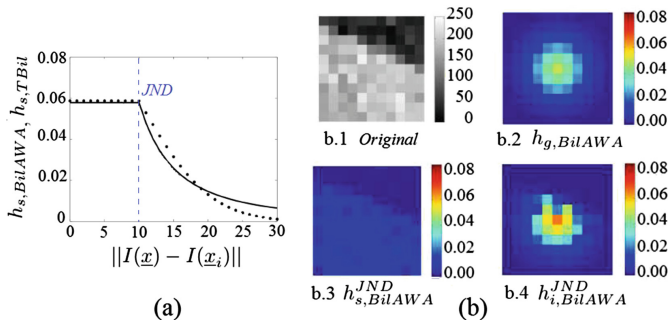 (a)
h_{s,BilAWA}, h_{s,TBil}
0.08
0.06
0.04
0.02
0
JND
0 5 10 15 20 25 30
||I(x) − I(x_i)||
(a)
(b)
250
200
150
100
50
0
b.1 Original
0.08
0.06
0.04
0.02
0.00
b.2 h_{g,BilAWA}
0.08
0.06
0.04
0.02
0.00
b.3 h_{s,BilAWA}^{JND}
0.08
0.06
0.04
0.02
0.00
b.4 h_{i,BilAWA}^{JND}
(b)